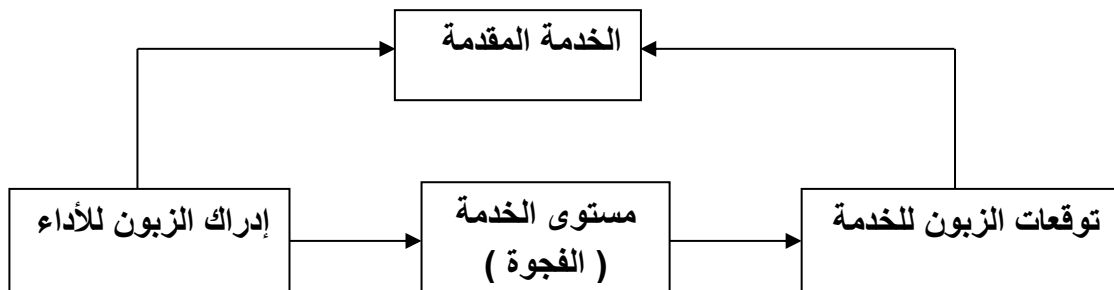 الخدمة المقدمة
توقعات الزبون للخدمة
مستوى الخدمة
( الفجوة )
إدراك الزبون للأداء